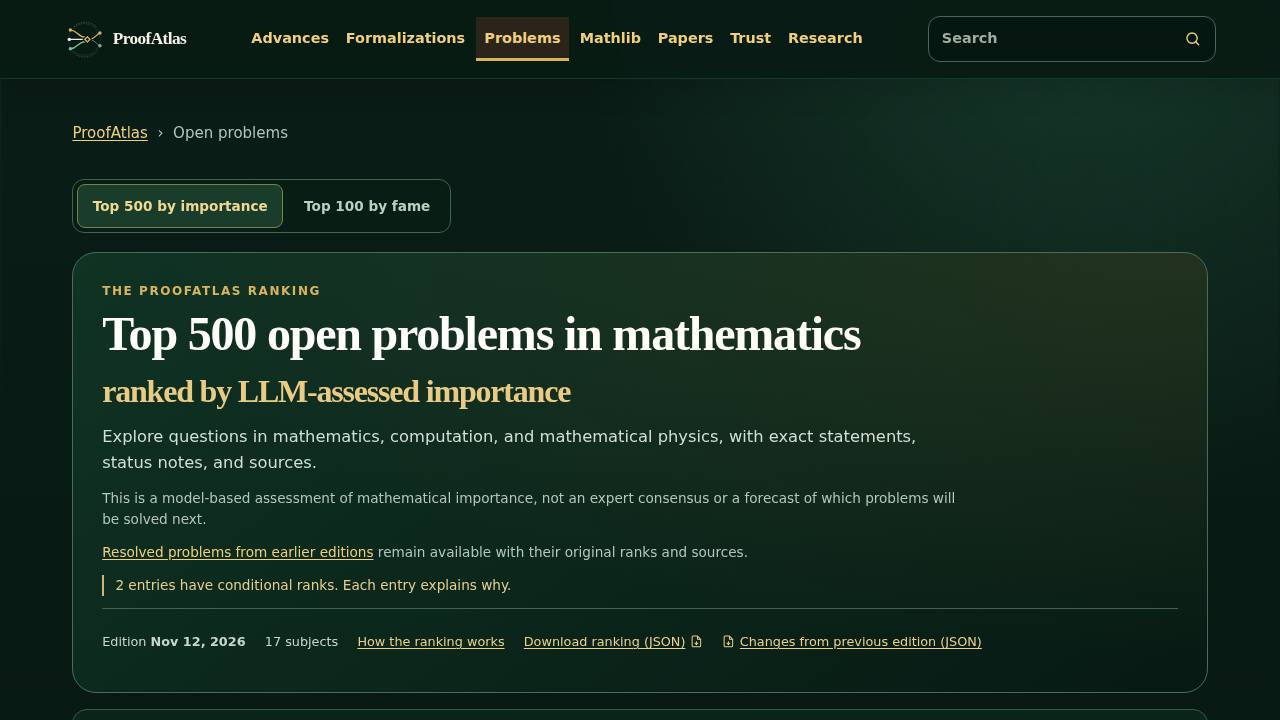 ProofAtlas
Advances Formalizations Problems Mathlib Papers Trust Research
Search
ProofAtlas › Open problems
Top 500 by importance Top 100 by fame
THE PROOFATLAS RANKING
Top 500 open problems in mathematics
ranked by LLM-assessed importance
Explore questions in mathematics, computation, and mathematical physics, with exact statements,
status notes, and sources.
This is a model-based assessment of mathematical importance, not an expert consensus or a forecast of which problems will
be solved next.
Resolved problems from earlier editions remain available with their original ranks and sources.
2 entries have conditional ranks. Each entry explains why.
Edition Nov 12, 2026 17 subjects How the ranking works Download ranking (JSON) Changes from previous edition (JSON)